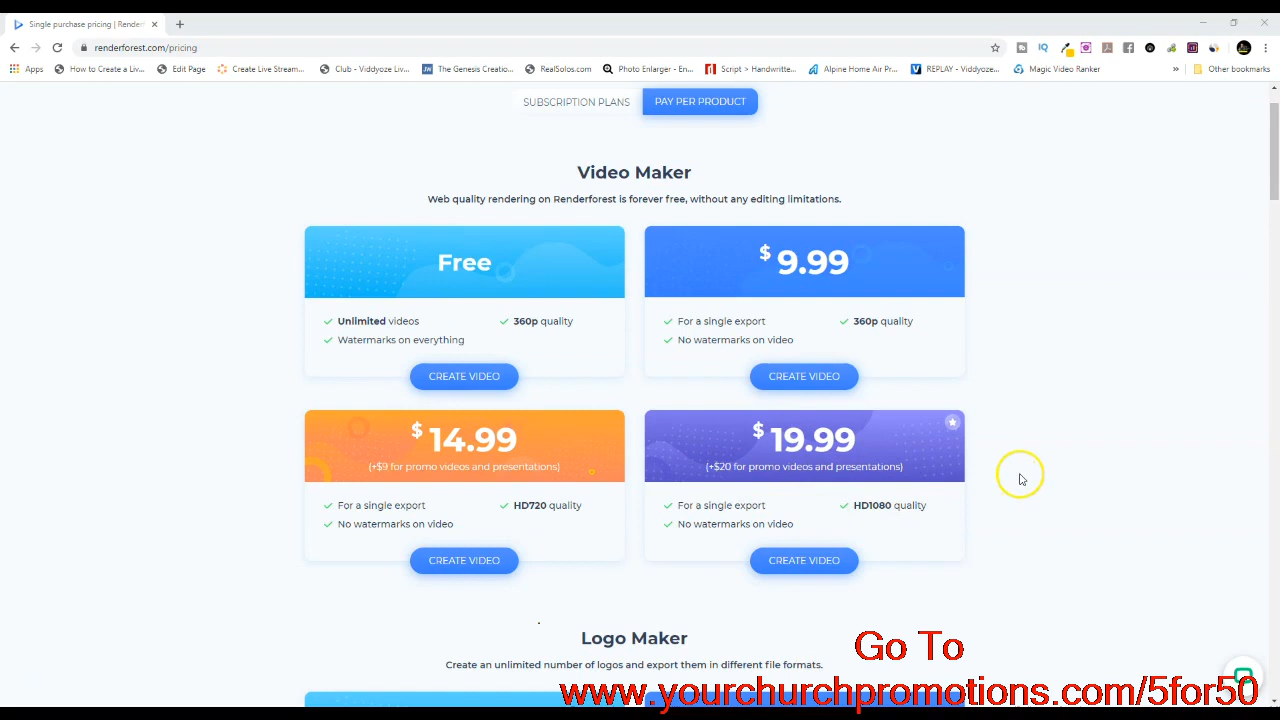 Single purchase pricing | Renderf
renderforest.com/pricing
Apps
How to Create a Liv...
Edit Page
Create Live Stream...
Club - Viddyoze Liv...
The Genesis Creatio...
RealSolos.com
Photo Enlarger - En...
Script > Handwritte...
Alpine Home Air Pr...
REPLAY - Viddyoze...
Magic Video Ranker
»
Other bookmarks
SUBSCRIPTION PLANS
PAY PER PRODUCT
Video Maker
Web quality rendering on Renderforest is forever free, without any editing limitations.
Free
Unlimited videos
360p quality
Watermarks on everything
CREATE VIDEO
$ 9.99
For a single export
360p quality
No watermarks on video
CREATE VIDEO
$ 14.99
(+$9 for promo videos and presentations)
For a single export
HD720 quality
No watermarks on video
CREATE VIDEO
$ 19.99
(+$20 for promo videos and presentations)
For a single export
HD1080 quality
No watermarks on video
CREATE VIDEO
Logo Maker
Create an unlimited number of logos and export them in different file formats.
Go To
www.yourchurchpromotions.com/5for50